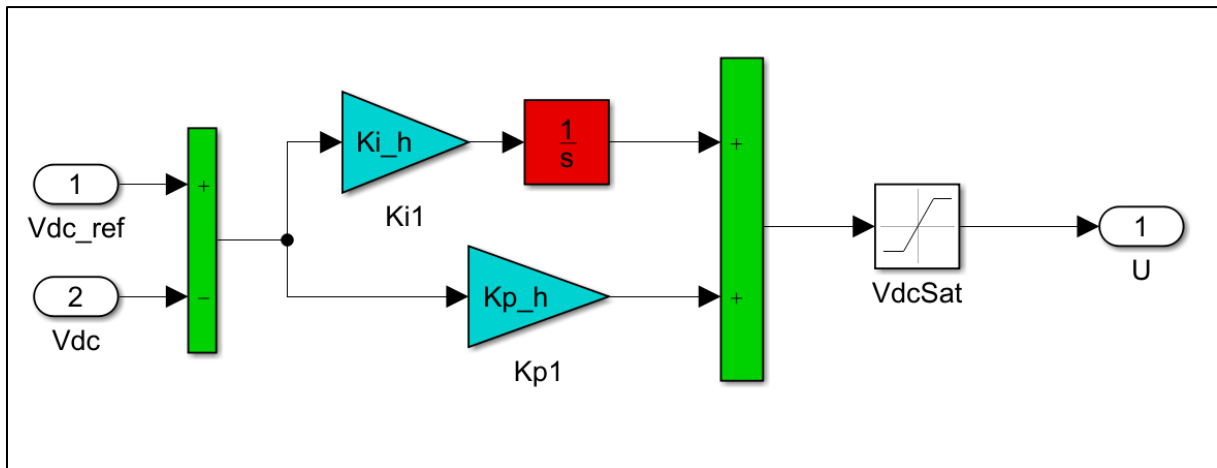 1
Vdc_ref
2
Vdc
+
−
Ki_h
Ki1
1
s
Kp_h
Kp1
+
+
VdcSat
1
U